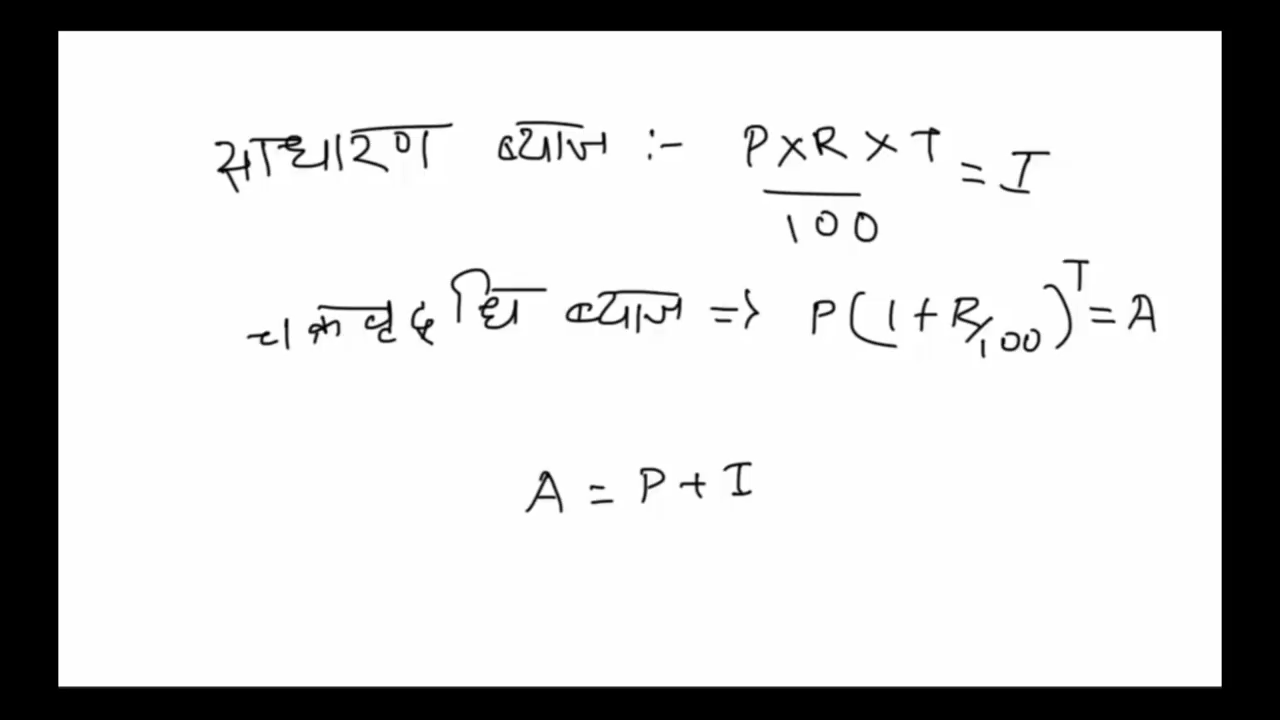 साधारण ब्याज :- P×R×T/100 = I
चक्रवृद्धि ब्याज => P(1+R/100)^T = A
A = P + I